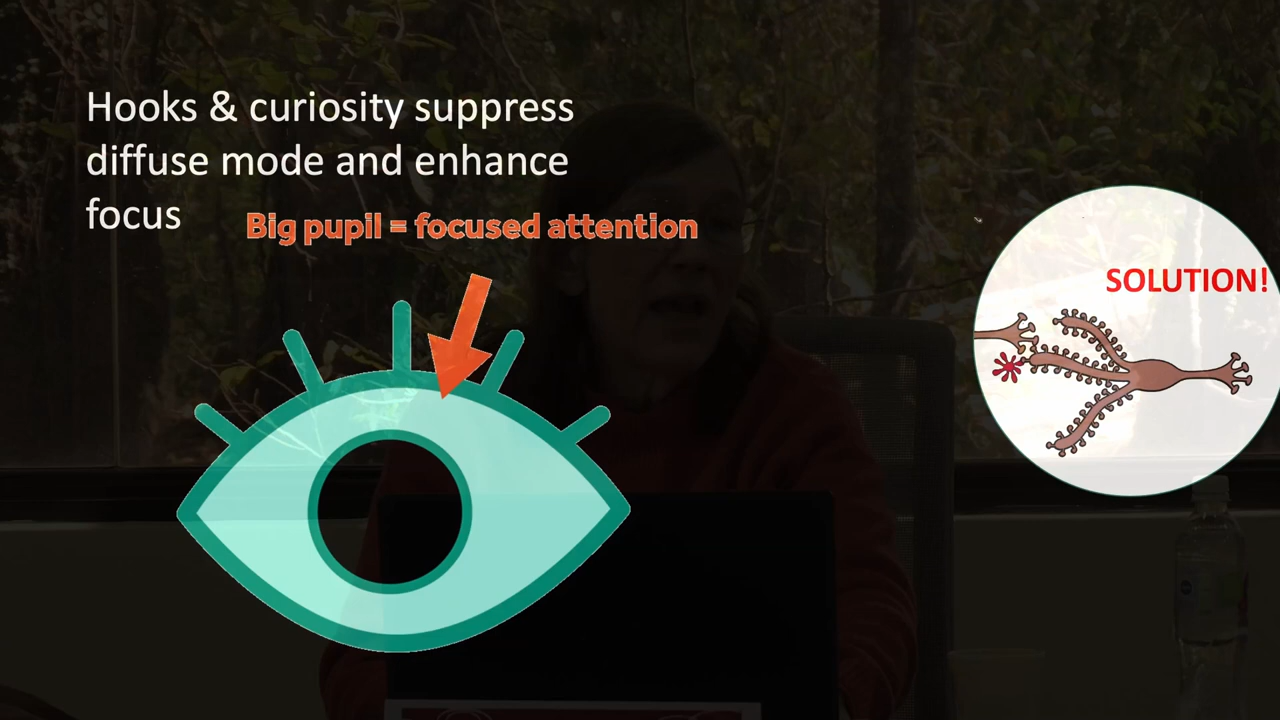 Hooks & curiosity suppress
diffuse mode and enhance
focus
Big pupil = focused attention
SOLUTION!